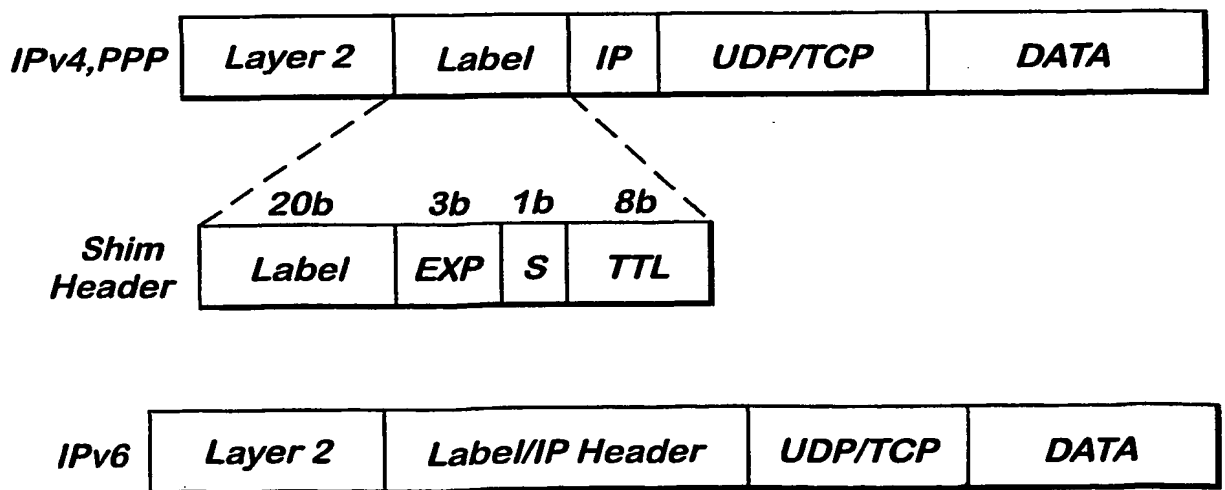 IPv4,PPP Layer 2 Label IP UDP/TCP DATA
20b 3b 1b 8b
Shim
Header
Label EXP S TTL
IPv6 Layer 2 Label/IP Header UDP/TCP DATA